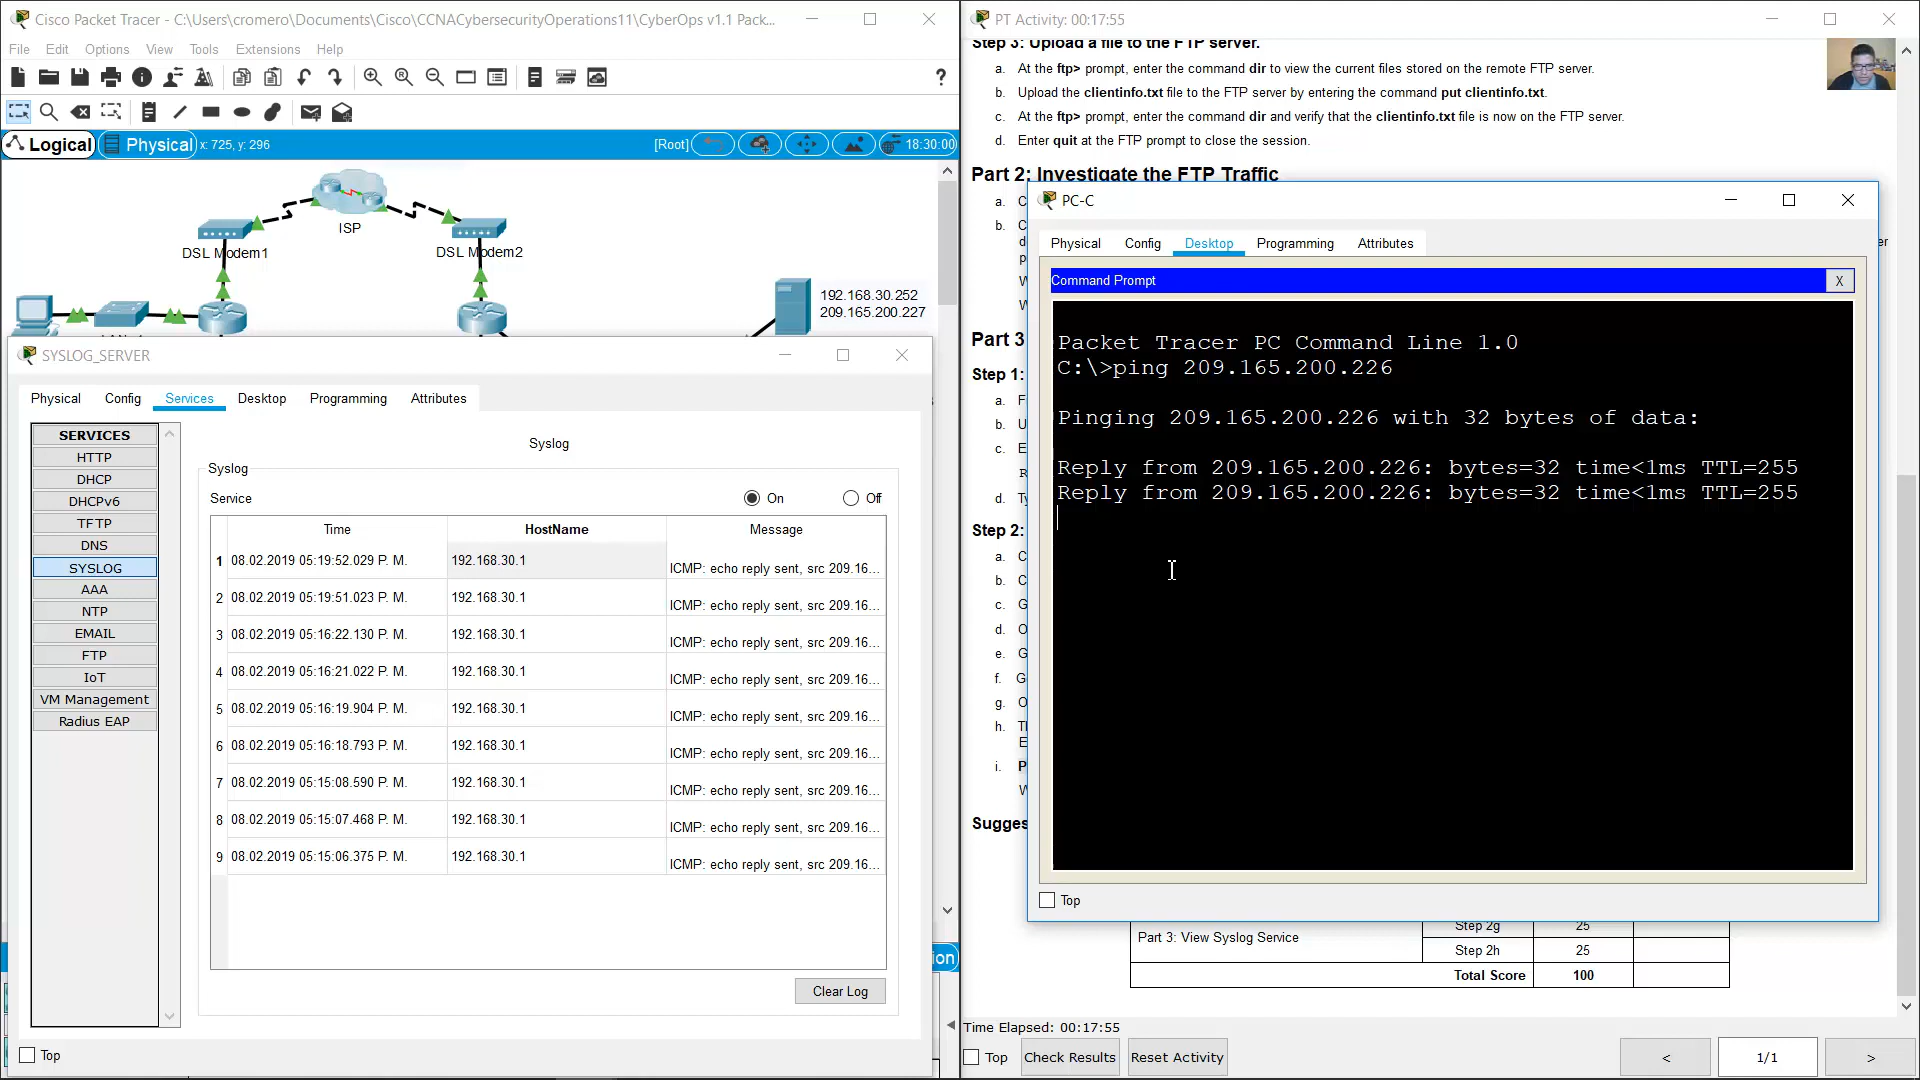 Cisco Packet Tracer - C:\Users\cromero\Documents\Cisco\CCNACybersecurityOperations11\CyberOps v1.1 Pack...
File Edit Options View Tools Extensions Help
?
Logical Physical x: 725, y: 296 [Root] 18:30:00
ISP
DSL Modem1
DSL Modem2
192.168.30.252
209.165.200.227
SYSLOG_SERVER
Physical Config Services Desktop Programming Attributes
SERVICES
HTTP
DHCP
DHCPv6
TFTP
DNS
SYSLOG
AAA
NTP
EMAIL
FTP
IoT
VM Management
Radius EAP
Syslog
Syslog
Service On Off
Time HostName Message
1 08.02.2019 05:19:52.029 P. M. 192.168.30.1 ICMP: echo reply sent, src 209.16...
2 08.02.2019 05:19:51.023 P. M. 192.168.30.1 ICMP: echo reply sent, src 209.16...
3 08.02.2019 05:16:22.130 P. M. 192.168.30.1 ICMP: echo reply sent, src 209.16...
4 08.02.2019 05:16:21.022 P. M. 192.168.30.1 ICMP: echo reply sent, src 209.16...
5 08.02.2019 05:16:19.904 P. M. 192.168.30.1 ICMP: echo reply sent, src 209.16...
6 08.02.2019 05:16:18.793 P. M. 192.168.30.1 ICMP: echo reply sent, src 209.16...
7 08.02.2019 05:15:08.590 P. M. 192.168.30.1 ICMP: echo reply sent, src 209.16...
8 08.02.2019 05:15:07.468 P. M. 192.168.30.1 ICMP: echo reply sent, src 209.16...
9 08.02.2019 05:15:06.375 P. M. 192.168.30.1 ICMP: echo reply sent, src 209.16...
Clear Log
ion
Top
PT Activity: 00:17:55
Step 3: Upload a file to the FTP server.
a. At the ftp> prompt, enter the command dir to view the current files stored on the remote FTP server.
b. Upload the clientinfo.txt file to the FTP server by entering the command put clientinfo.txt.
c. At the ftp> prompt, enter the command dir and verify that the clientinfo.txt file is now on the FTP server.
d. Enter quit at the FTP prompt to close the session.
Part 2: Investigate the FTP Traffic
a. C
b. C
d er
p
W
W
Part 3
Step 1:
a. F
b. U
c. E
R
d. Ty
Step 2:
a. C
b. C
c. G
d. O
e. G
f. G
g. O
h. Tl
E
i. P
W
Sugges
PC-C
Physical Config Desktop Programming Attributes
Command Prompt X
Packet Tracer PC Command Line 1.0
C:\>ping 209.165.200.226
Pinging 209.165.200.226 with 32 bytes of data:
Reply from 209.165.200.226: bytes=32 time<1ms TTL=255
Reply from 209.165.200.226: bytes=32 time<1ms TTL=255
Top
Part 3: View Syslog Service Step 2g 25
Step 2h 25
Total Score 100
Time Elapsed: 00:17:55
Top Check Results Reset Activity < 1/1 >